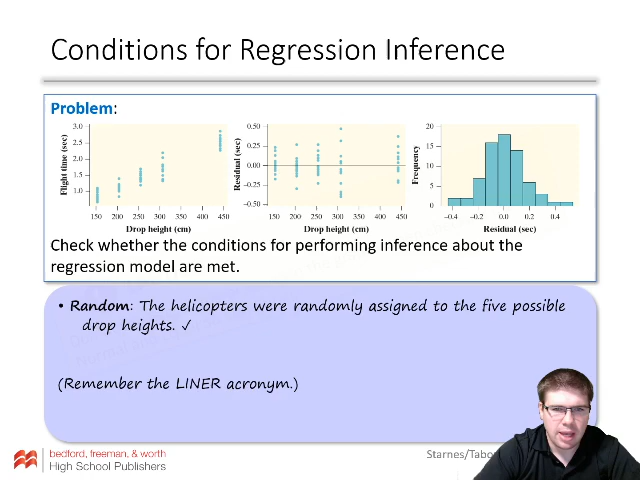 Conditions for Regression Inference
Problem:
3.0
2.5
2.0
1.5
1.0
Flight time (sec)
150 200 250 300 350 400 450
Drop height (cm)
0.50
0.25
0.00
−0.25
−0.50
Residual (sec)
150 200 250 300 350 400 450
Drop height (cm)
20
15
10
5
0
Frequency
−0.4 −0.2 0.0 0.2 0.4
Residual (sec)
Check whether the conditions for performing inference about the
regression model are met.
• Random: The helicopters were randomly assigned to the five possible
drop heights. ✓
(Remember the LINER acronym.)
bedford, freeman, & worth
High School Publishers
Starnes/Tabo